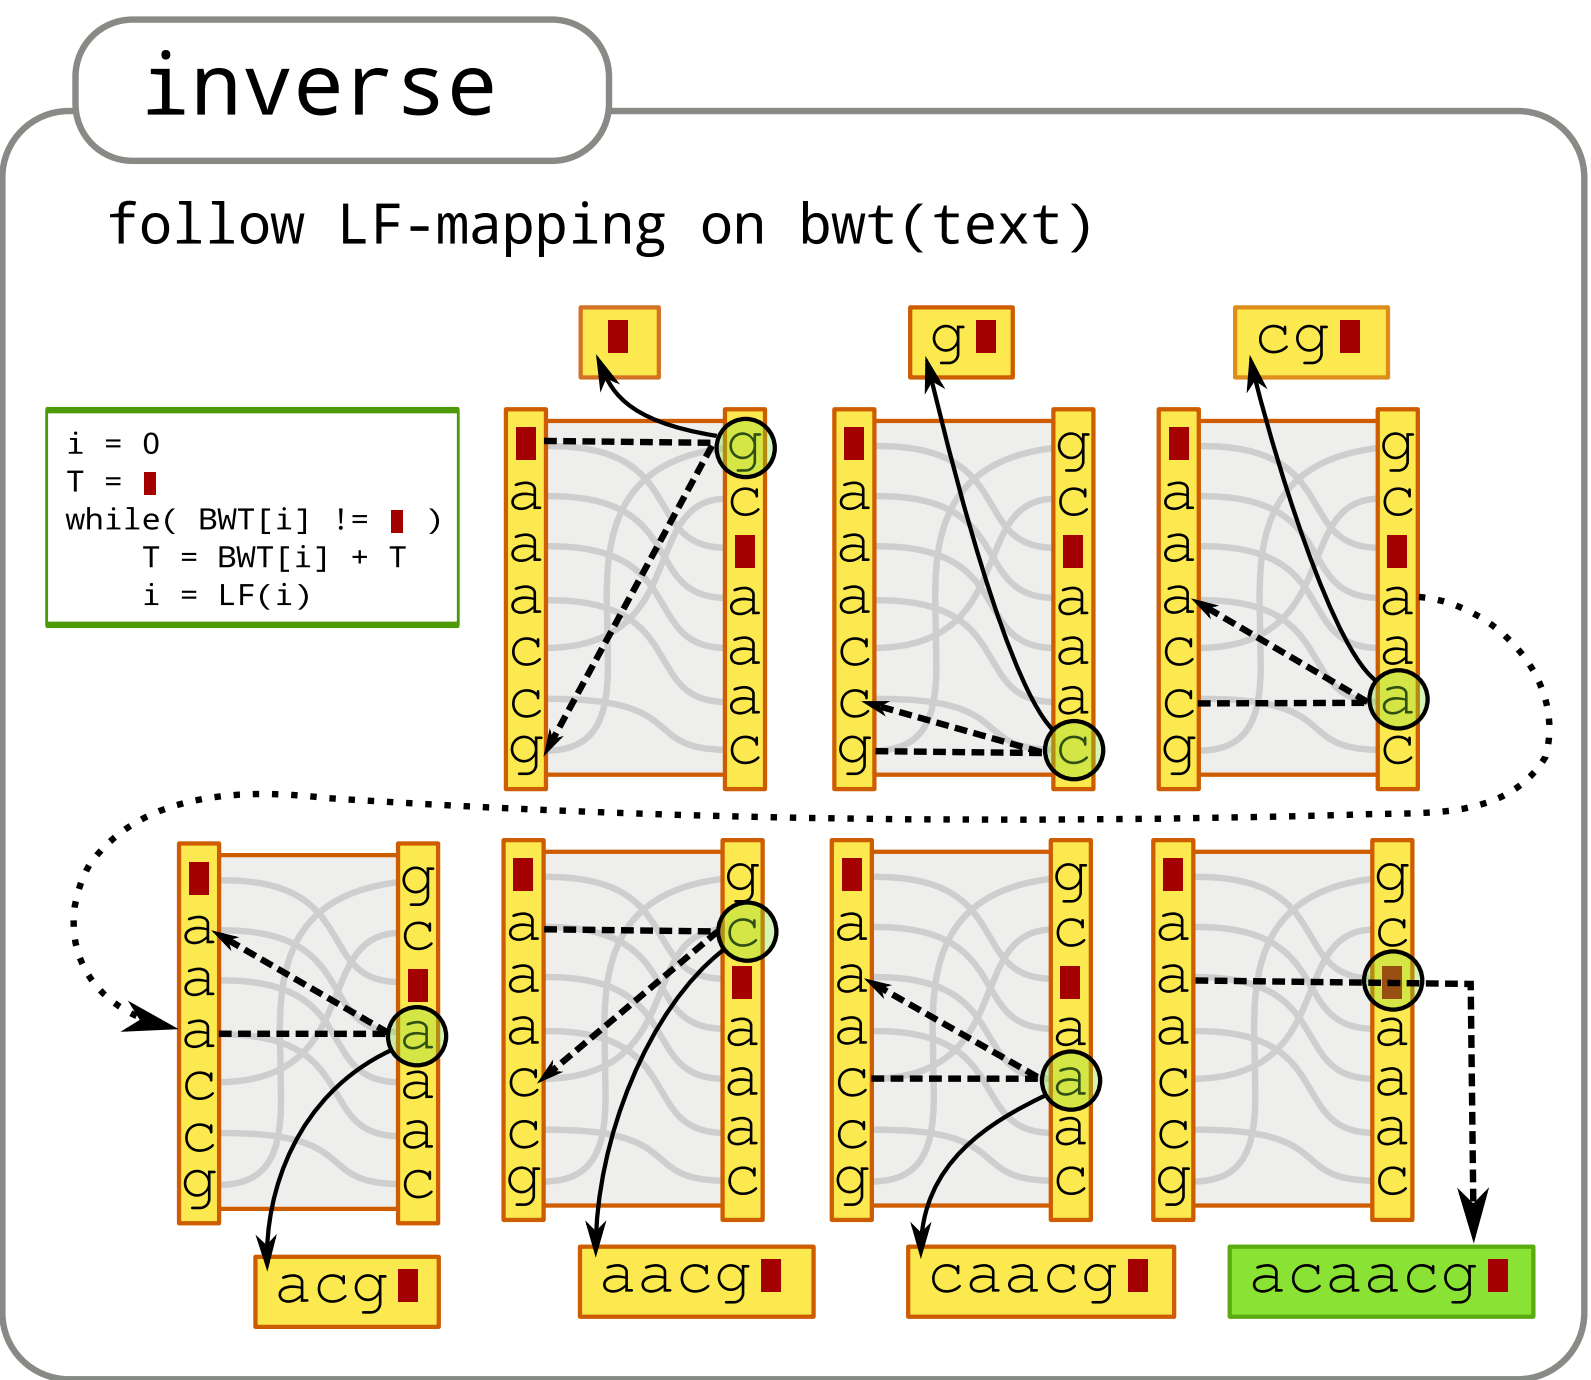 inverse
follow LF-mapping on bwt(text)
█
g█
cg█
i = 0
T = █
while( BWT[i] != █ )
T = BWT[i] + T
i = LF(i)
█ g
a c
a █
a a
c a
c a
g c
█ g
a c
a █
a a
c a
c a
g c
█ g
a c
a █
a a
c a
c a
g c
█ g
a c
a █
a a
c a
c a
g c
█ g
a c
a █
a a
c a
c a
g c
█ g
a c
a █
a a
c a
c a
g c
█ g
a c
a █
a a
c a
c a
g c
acg█
aacg█
caacg█
acaacg█